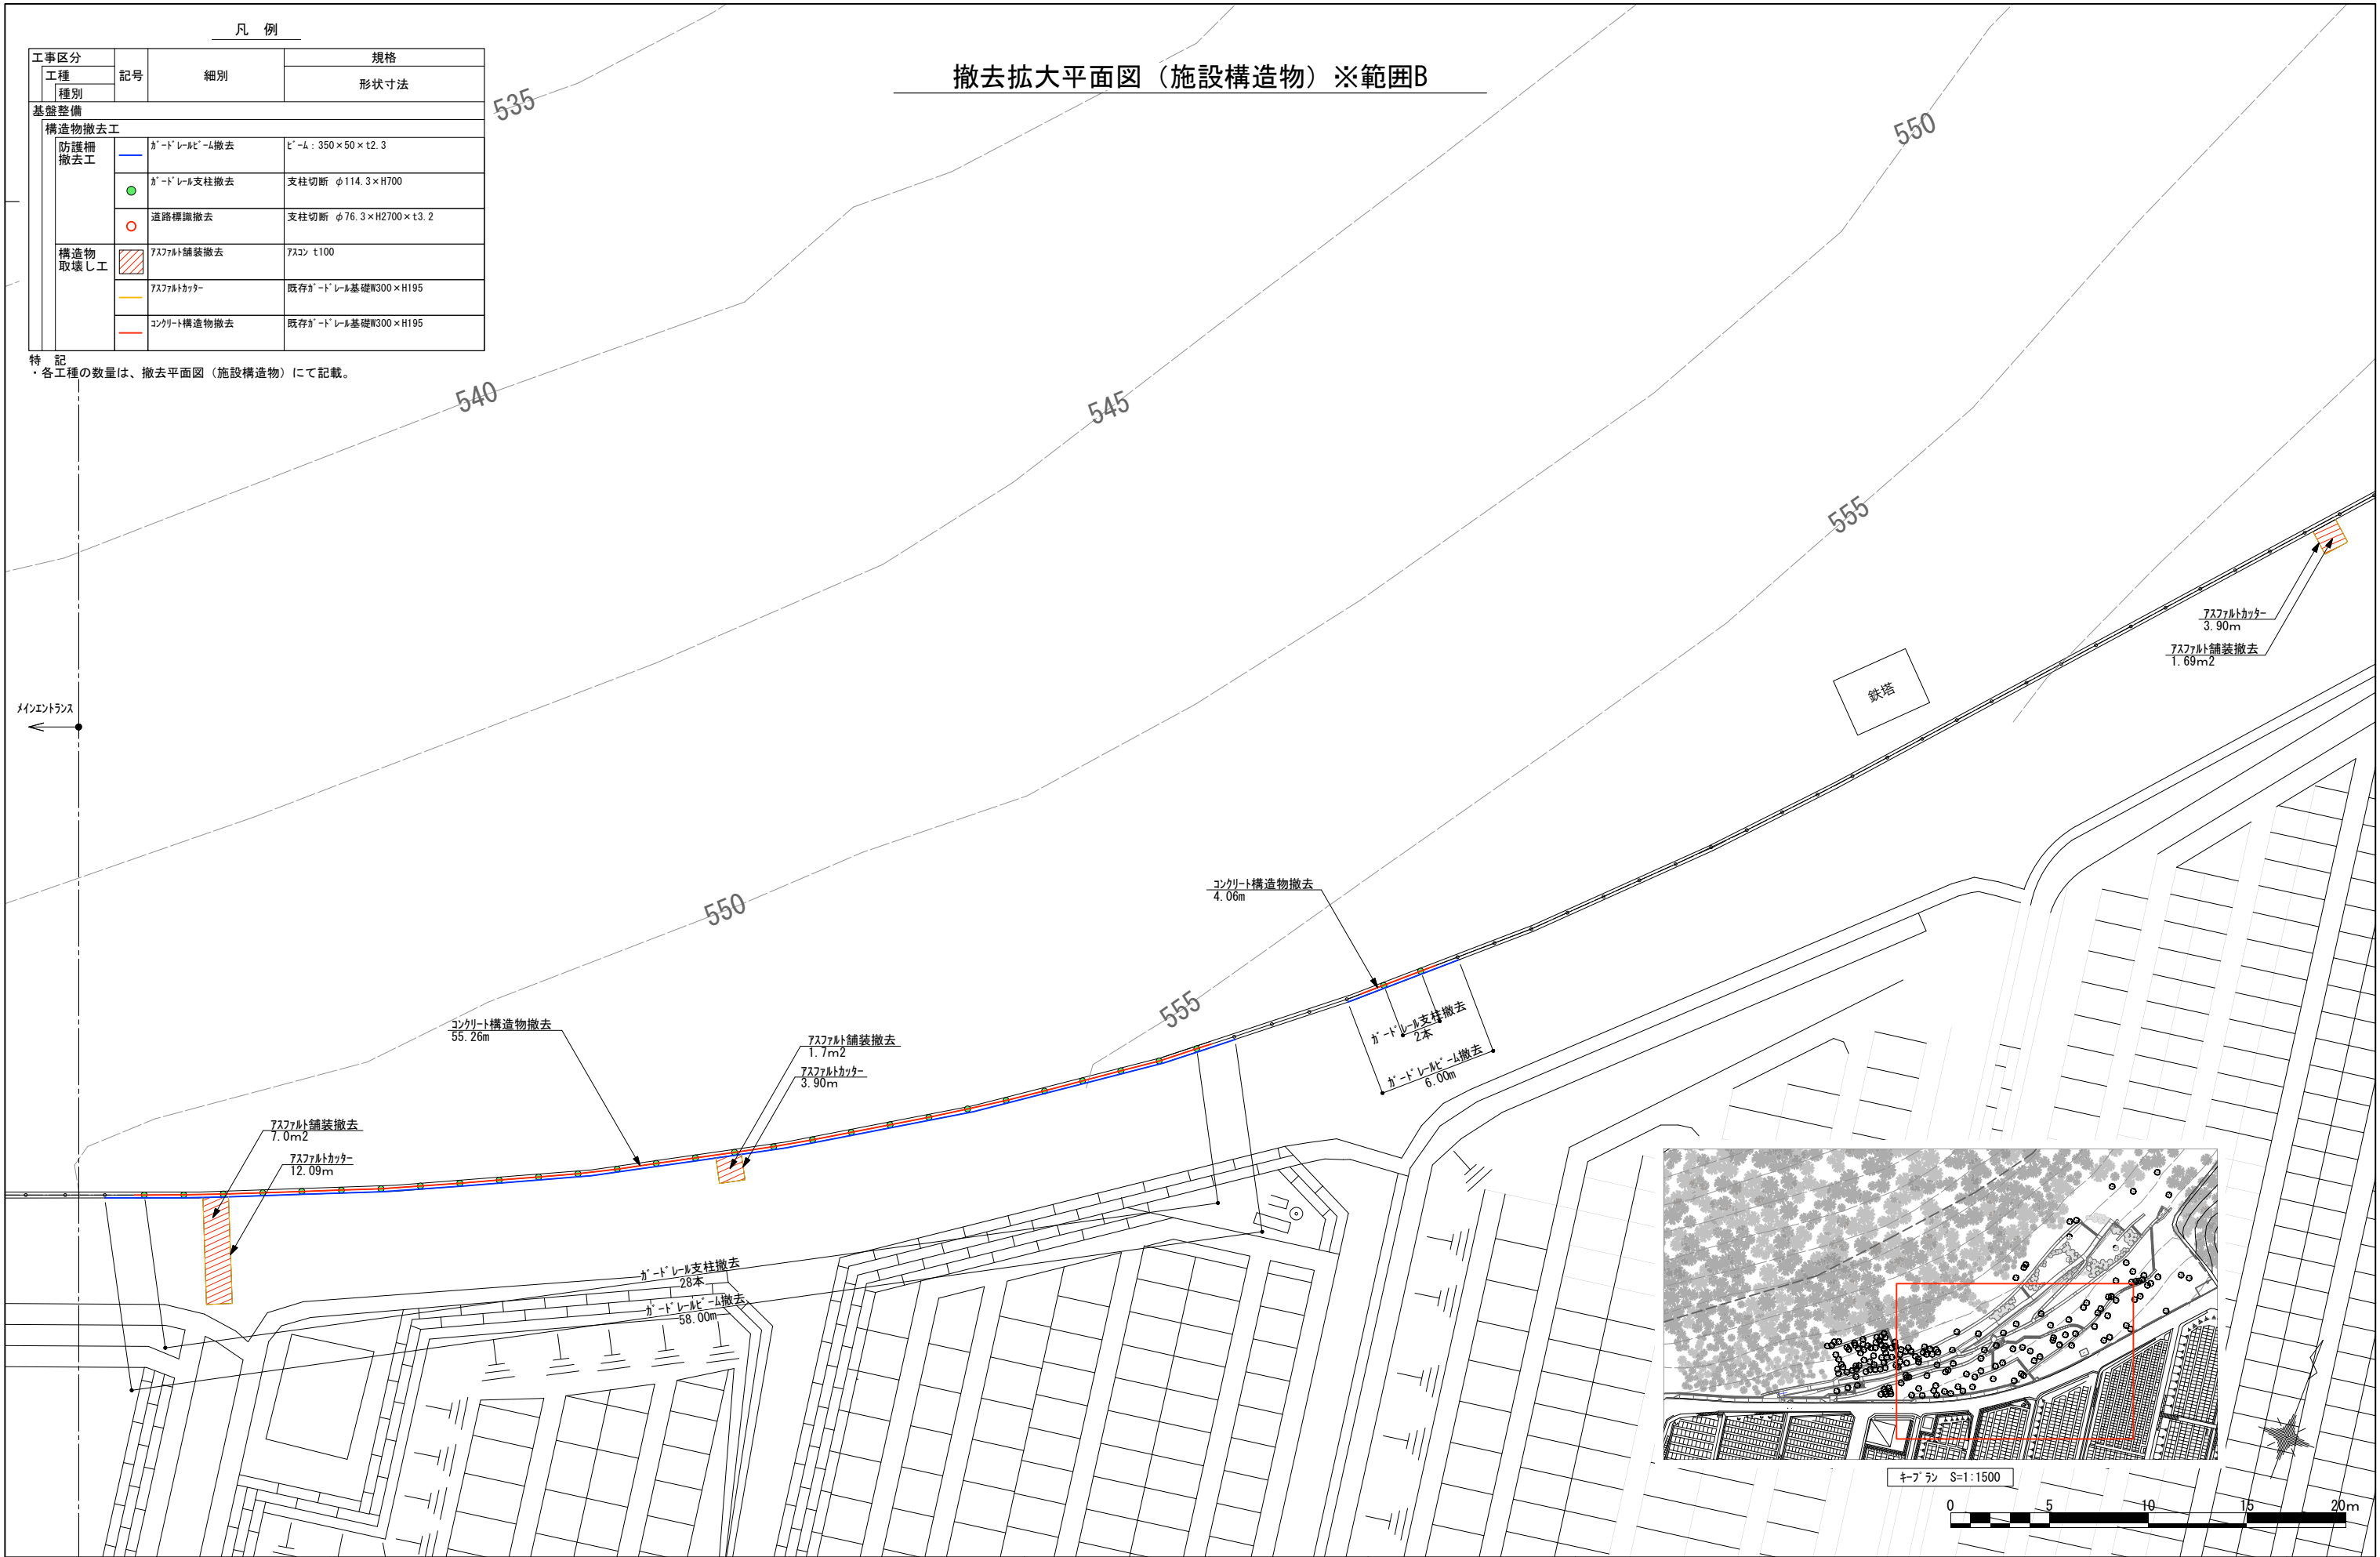 撤去拡大平面図（施設構造物）※範囲B
凡　例
工事区分
工種
種別
記号
細別
規格
形状寸法
基盤整備
構造物撤去工
防護柵
撤去工
ｶﾞｰﾄﾞﾚｰﾙﾋﾞｰﾑ撤去
ﾋﾞｰﾑ：350×50×t2.3
ｶﾞｰﾄﾞﾚｰﾙ支柱撤去
支柱切断 φ114.3×H700
道路標識撤去
支柱切断 φ76.3×H2700×t3.2
構造物
取壊し工
ｱｽﾌｧﾙﾄ舗装撤去
ｱｽｺﾝ t100
ｱｽﾌｧﾙﾄｶｯﾀｰ
既存ｶﾞｰﾄﾞﾚｰﾙ基礎W300×H195
ｺﾝｸﾘｰﾄ構造物撤去
既存ｶﾞｰﾄﾞﾚｰﾙ基礎W300×H195
特　記
・各工種の数量は、撤去平面図（施設構造物）にて記載。
535
550
540
545
555
ｱｽﾌｧﾙﾄｶｯﾀｰ
3.90m
ｱｽﾌｧﾙﾄ舗装撤去
1.69m2
鉄塔
ﾒｲﾝｴﾝﾄﾗﾝｽ
ｺﾝｸﾘｰﾄ構造物撤去
4.06m
550
555
ｶﾞｰﾄﾞﾚｰﾙ支柱撤去
2本
ｶﾞｰﾄﾞﾚｰﾙﾋﾞｰﾑ撤去
6.00m
ｺﾝｸﾘｰﾄ構造物撤去
55.26m
ｱｽﾌｧﾙﾄ舗装撤去
1.7m2
ｱｽﾌｧﾙﾄｶｯﾀｰ
3.90m
ｱｽﾌｧﾙﾄ舗装撤去
7.0m2
ｱｽﾌｧﾙﾄｶｯﾀｰ
12.09m
ｶﾞｰﾄﾞﾚｰﾙ支柱撤去
28本
ｶﾞｰﾄﾞﾚｰﾙﾋﾞｰﾑ撤去
58.00m
ｷｰﾌﾟﾗﾝ　S=1:1500
0 5 10 15 20m